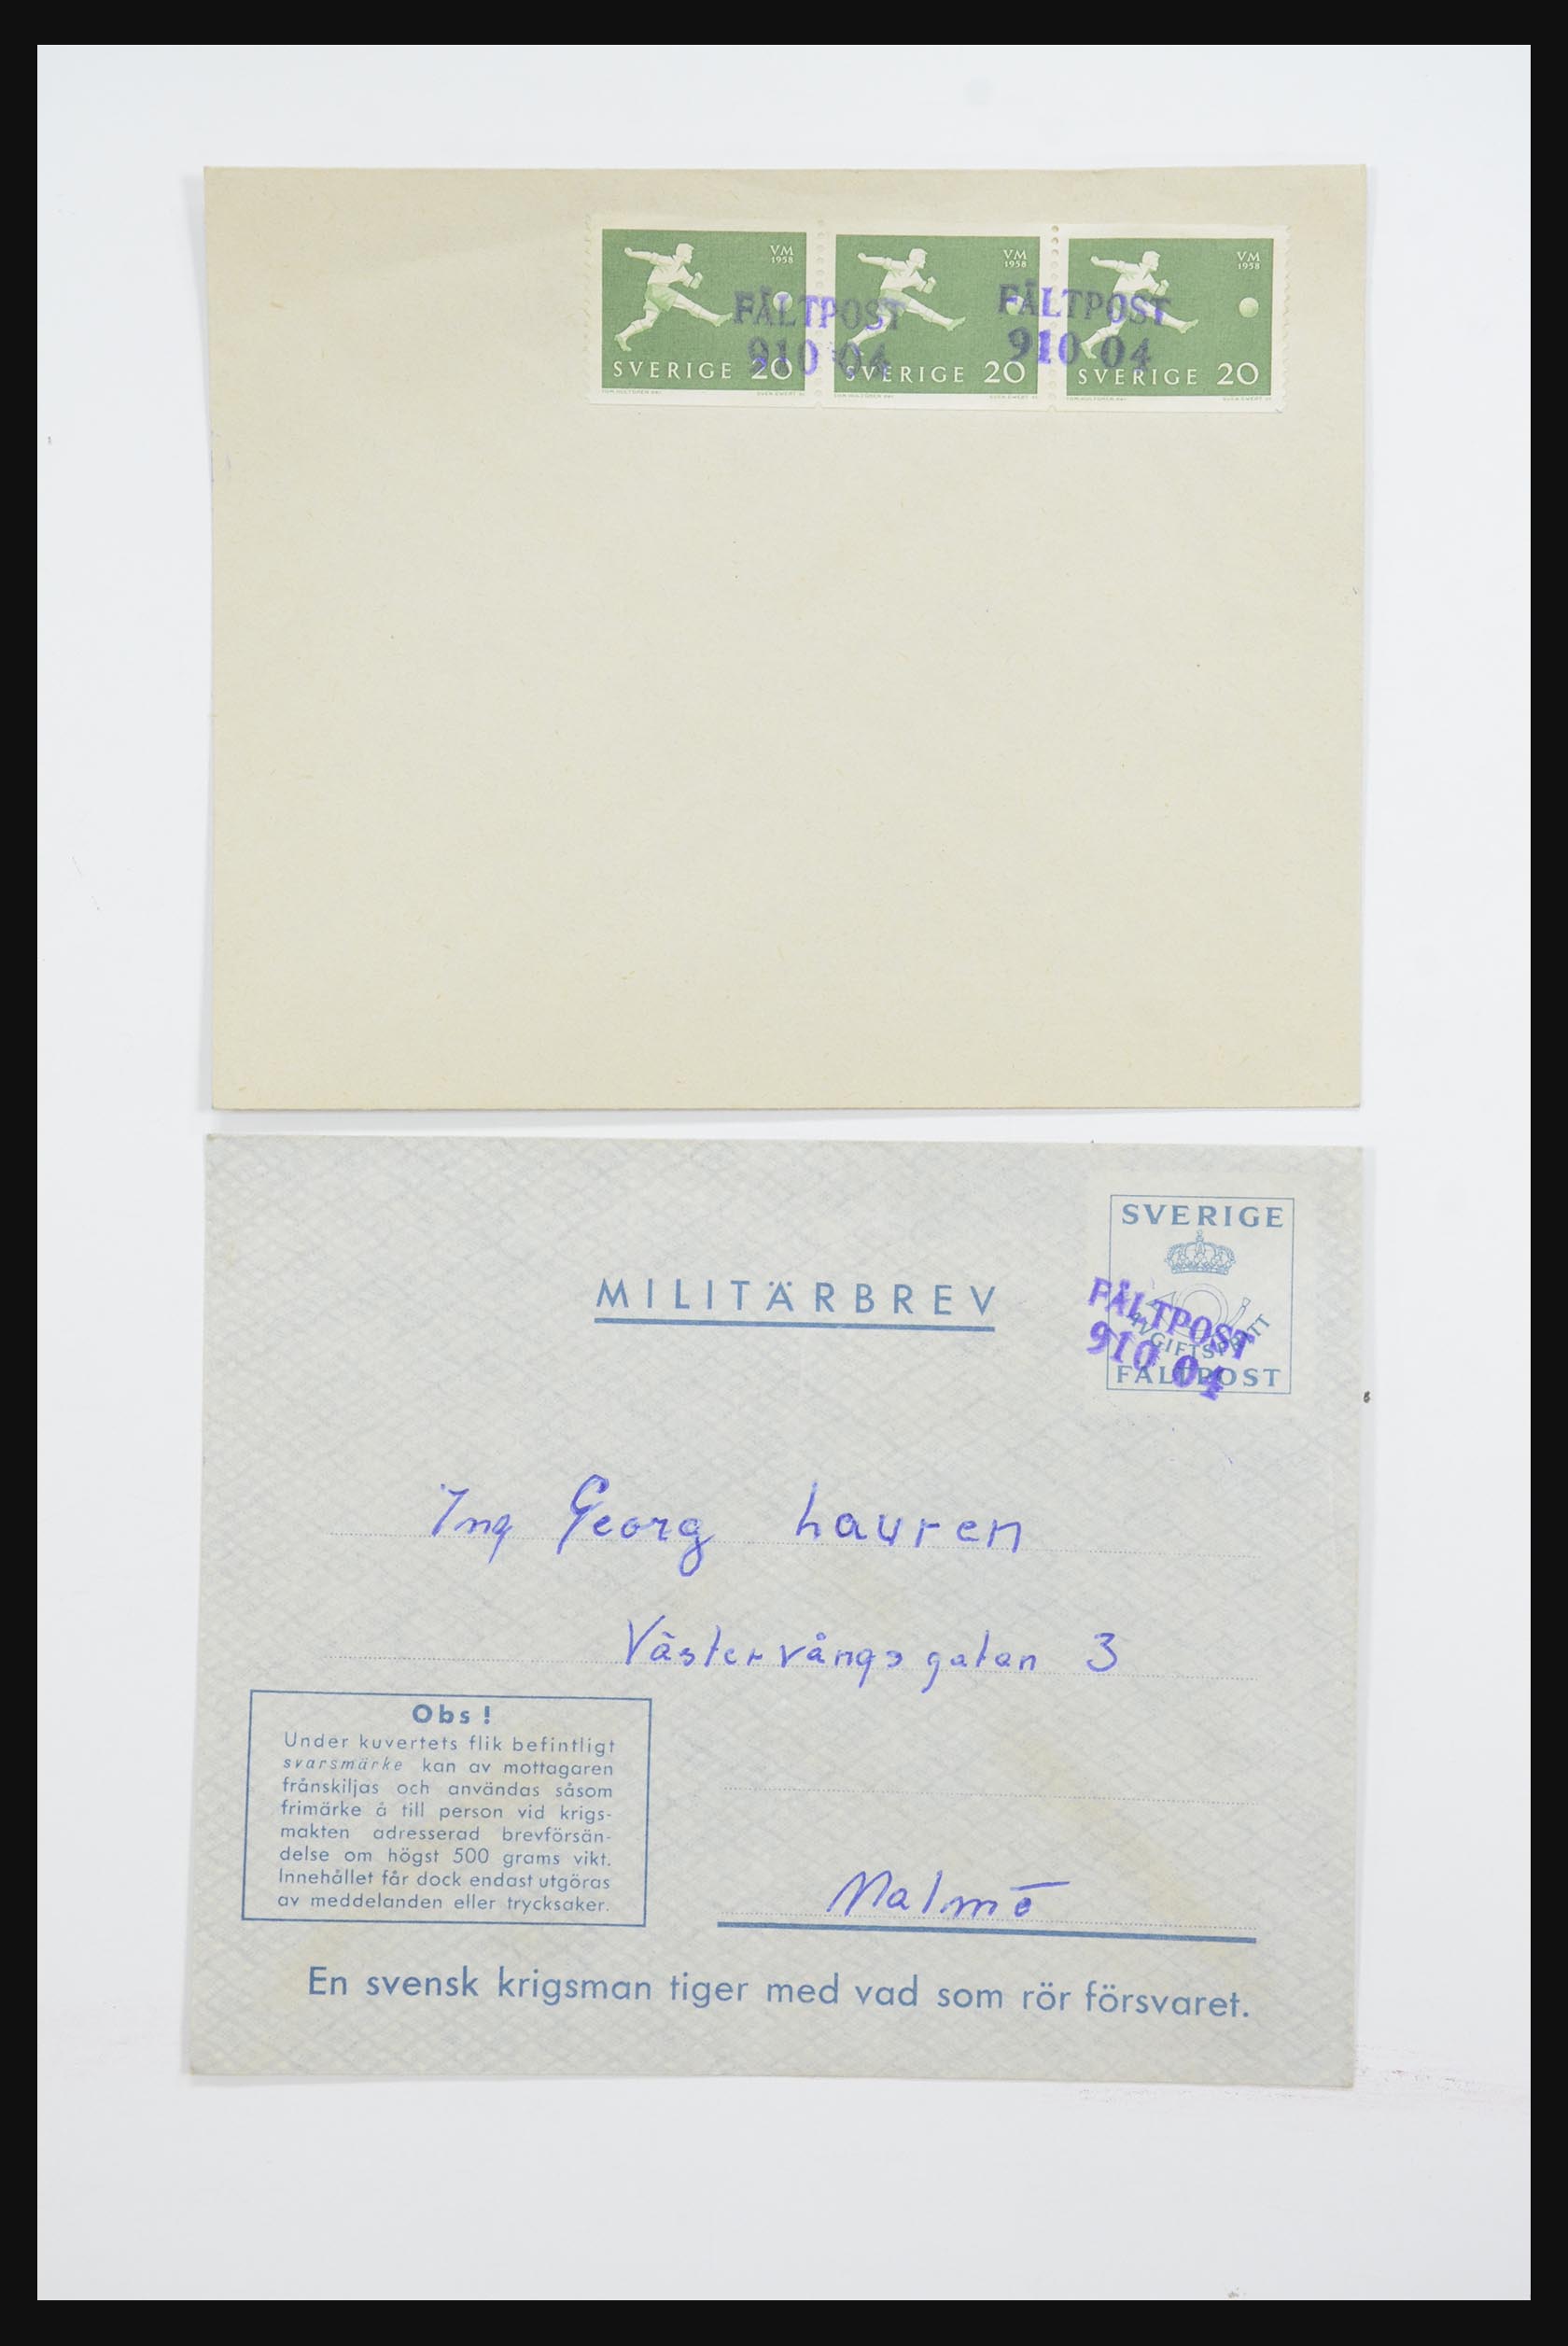 VM
1958
SVERIGE 20
VM
1958
SVERIGE 20
VM
1958
SVERIGE 20
FÄLTPOST
910 04
FÄLTPOST
910 04
MILITÄRBREV
SVERIGE
AVGIFTSFRITT
FÄLTPOST
FÄLTPOST
910 04
Ing Georg Lauren
Västervångsgatan 3
Obs!
Under kuvertets flik befintligt
svarsmärke kan av mottagaren
frånskiljas och användas såsom
frimärke å till person vid krigs-
makten adresserad brevförsän-
delse om högst 500 grams vikt.
Innehållet får dock endast utgöras
av meddelanden eller trycksaker.
Malmö
En svensk krigsman tiger med vad som rör försvaret.